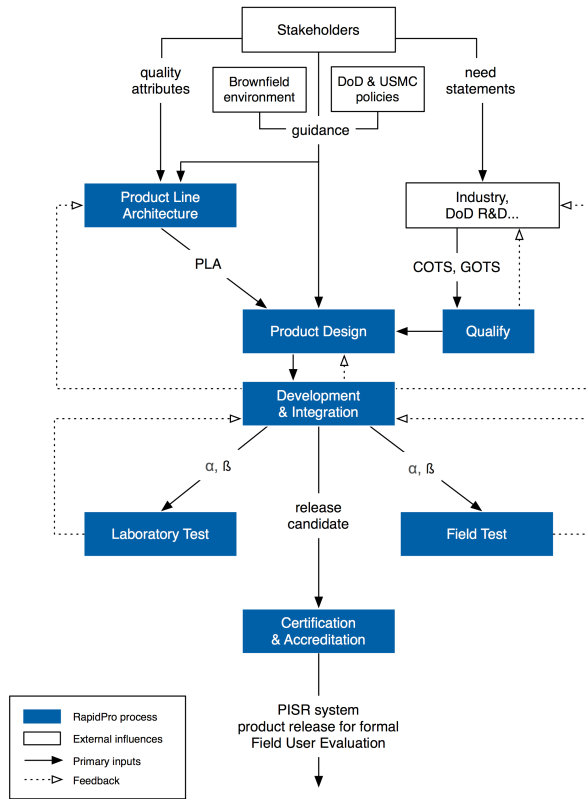 Stakeholders
quality
attributes
Brownfield
environment
DoD & USMC
policies
need
statements
guidance
Product Line
Architecture
Industry,
DoD R&D...
PLA
COTS, GOTS
Product Design
Qualify
Development
& Integration
α, ß
α, ß
release
candidate
Laboratory Test
Field Test
Certification
& Accreditation
PISR system
product release for formal
Field User Evaluation
RapidPro process
External influences
Primary inputs
Feedback